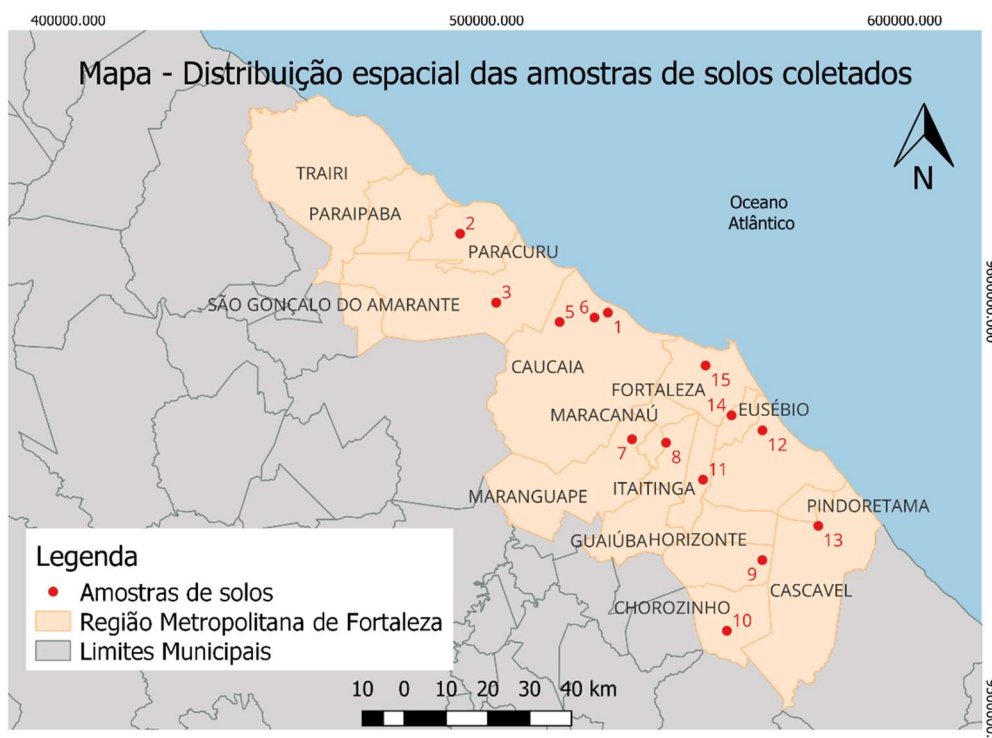 400000.000
500000.000
600000.000
Mapa - Distribuição espacial das amostras de solos coletados
N
TRAIRI
Oceano
Atlântico
PARAIPABA
2
PARACURU
3
SÃO GONÇALO DO AMARANTE
6
5
1
CAUCAIA
15
FORTALEZA
14
EUSÉBIO
MARACANAÚ
12
7
8
11
ITAITINGA
MARANGUAPE
PINDORETAMA
13
GUAIÚBA
HORIZONTE
9
CASCAVEL
CHOROZINHO
10
Legenda
Amostras de solos
Região Metropolitana de Fortaleza
Limites Municipais
10 0 10 20 30 40 km